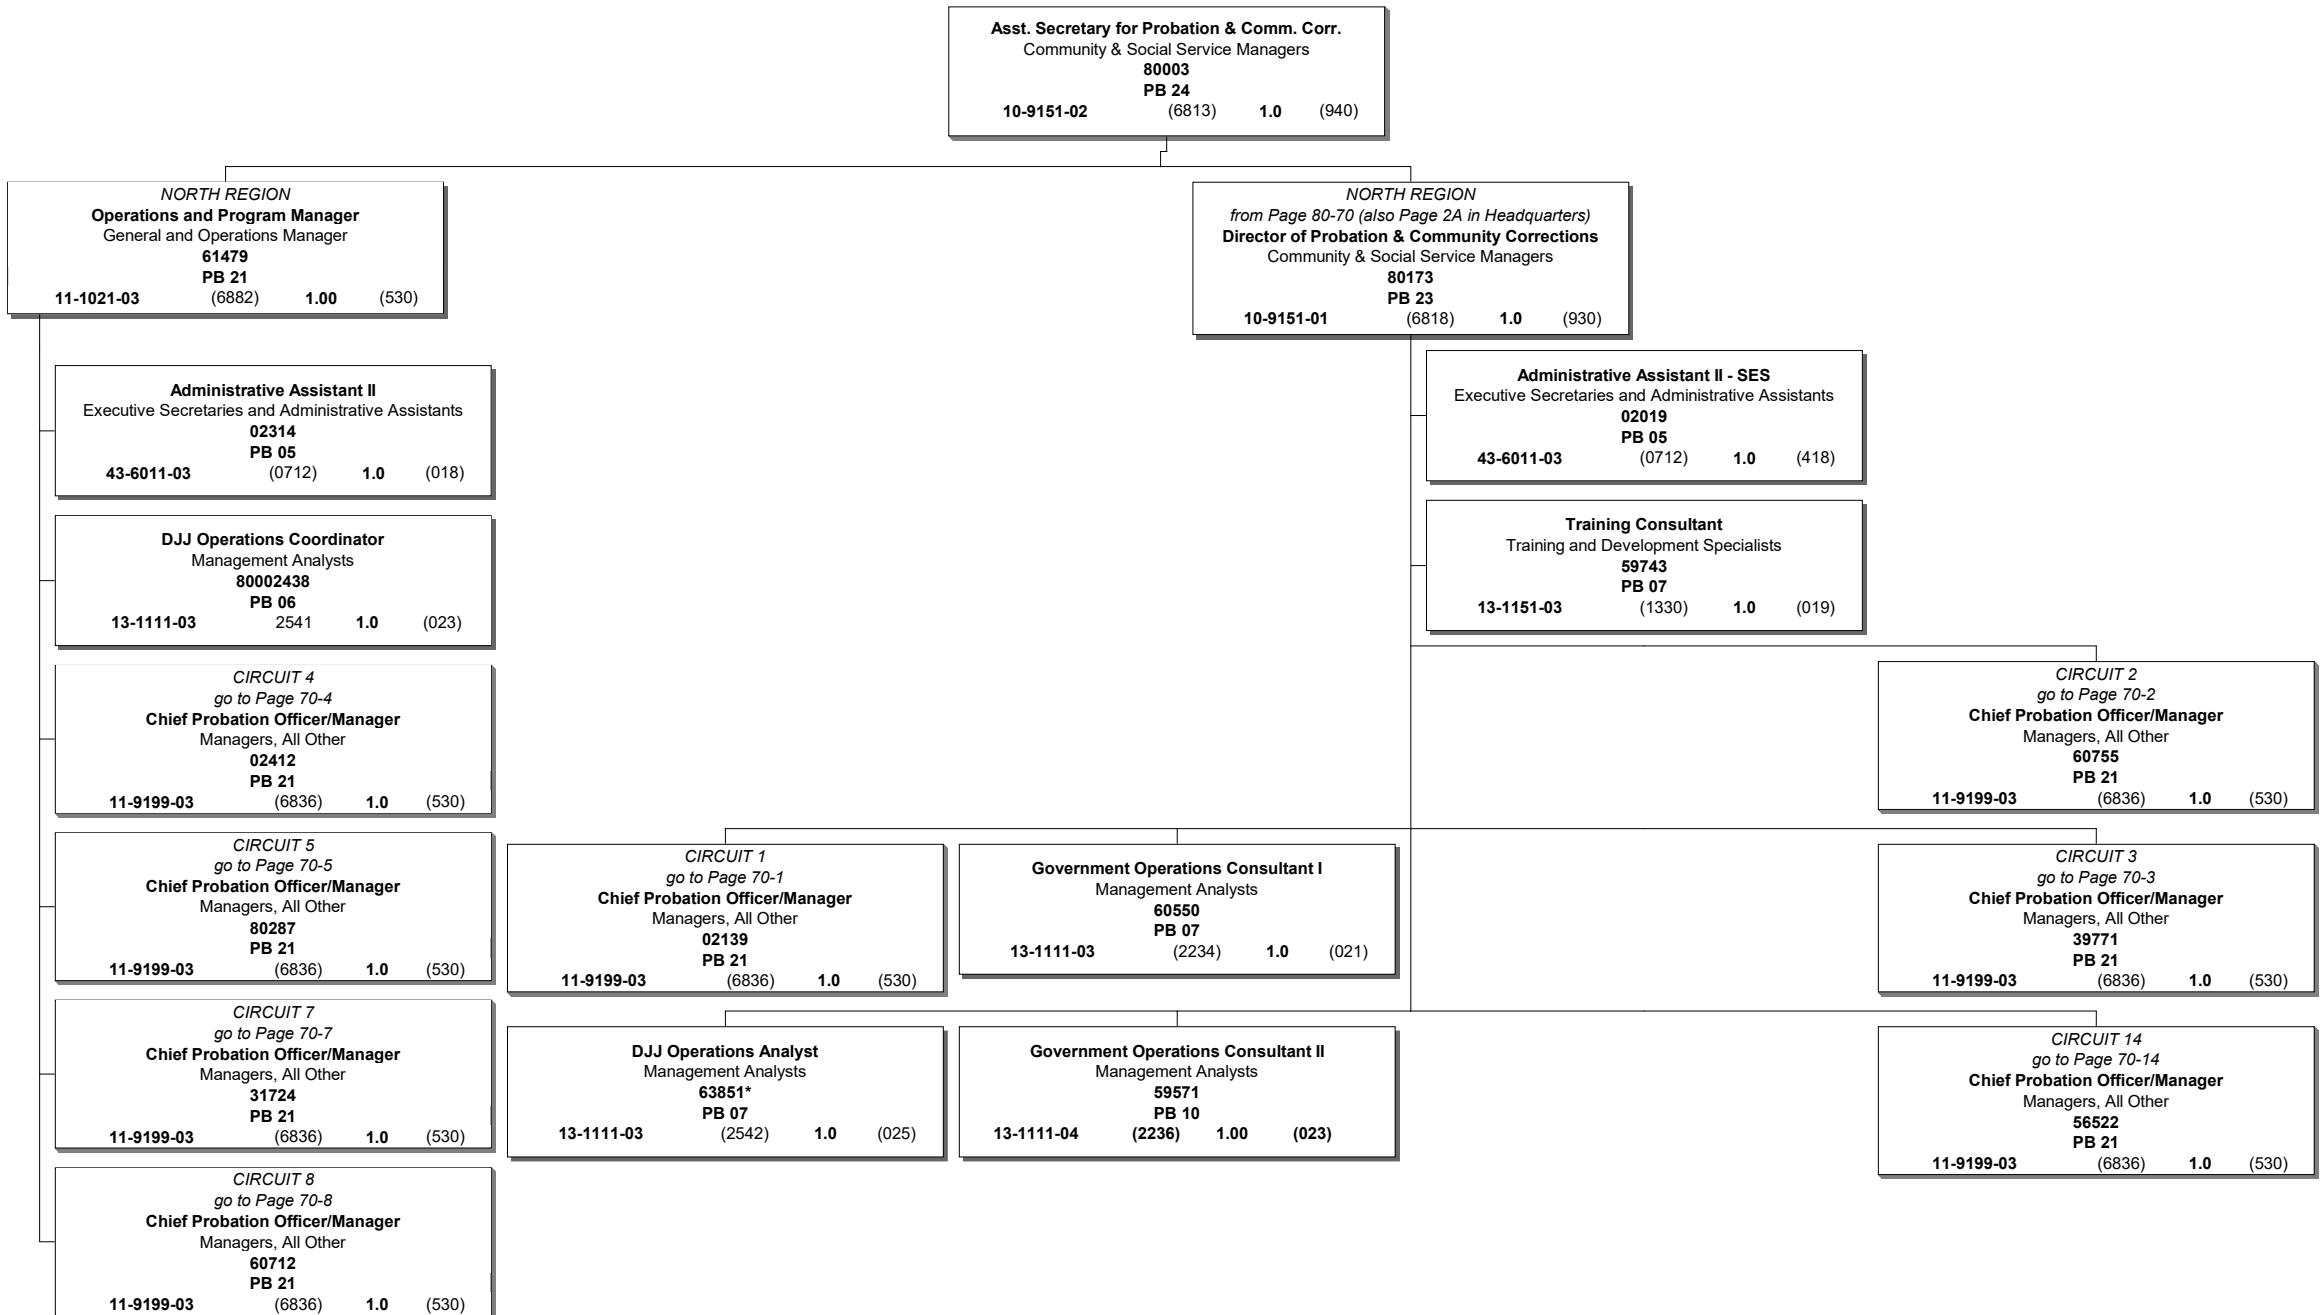 Asst. Secretary for Probation & Comm. Corr.
Community & Social Service Managers
80003
PB 24
10-9151-02 (6813) 1.0 (940)
NORTH REGION
Operations and Program Manager
General and Operations Manager
61479
PB 21
11-1021-03 (6882) 1.00 (530)
NORTH REGION
from Page 80-70 (also Page 2A in Headquarters)
Director of Probation & Community Corrections
Community & Social Service Managers
80173
PB 23
10-9151-01 (6818) 1.0 (930)
Administrative Assistant II
Executive Secretaries and Administrative Assistants
02314
PB 05
43-6011-03 (0712) 1.0 (018)
DJJ Operations Coordinator
Management Analysts
80002438
PB 06
13-1111-03 2541 1.0 (023)
CIRCUIT 4
go to Page 70-4
Chief Probation Officer/Manager
Managers, All Other
02412
PB 21
11-9199-03 (6836) 1.0 (530)
CIRCUIT 5
go to Page 70-5
Chief Probation Officer/Manager
Managers, All Other
80287
PB 21
11-9199-03 (6836) 1.0 (530)
CIRCUIT 7
go to Page 70-7
Chief Probation Officer/Manager
Managers, All Other
31724
PB 21
11-9199-03 (6836) 1.0 (530)
CIRCUIT 8
go to Page 70-8
Chief Probation Officer/Manager
Managers, All Other
60712
PB 21
11-9199-03 (6836) 1.0 (530)
Administrative Assistant II - SES
Executive Secretaries and Administrative Assistants
02019
PB 05
43-6011-03 (0712) 1.0 (418)
Training Consultant
Training and Development Specialists
59743
PB 07
13-1151-03 (1330) 1.0 (019)
CIRCUIT 2
go to Page 70-2
Chief Probation Officer/Manager
Managers, All Other
60755
PB 21
11-9199-03 (6836) 1.0 (530)
CIRCUIT 1
go to Page 70-1
Chief Probation Officer/Manager
Managers, All Other
02139
PB 21
11-9199-03 (6836) 1.0 (530)
Government Operations Consultant I
Management Analysts
60550
PB 07
13-1111-03 (2234) 1.0 (021)
CIRCUIT 3
go to Page 70-3
Chief Probation Officer/Manager
Managers, All Other
39771
PB 21
11-9199-03 (6836) 1.0 (530)
DJJ Operations Analyst
Management Analysts
63851*
PB 07
13-1111-03 (2542) 1.0 (025)
Government Operations Consultant II
Management Analysts
59571
PB 10
13-1111-04 (2236) 1.00 (023)
CIRCUIT 14
go to Page 70-14
Chief Probation Officer/Manager
Managers, All Other
56522
PB 21
11-9199-03 (6836) 1.0 (530)